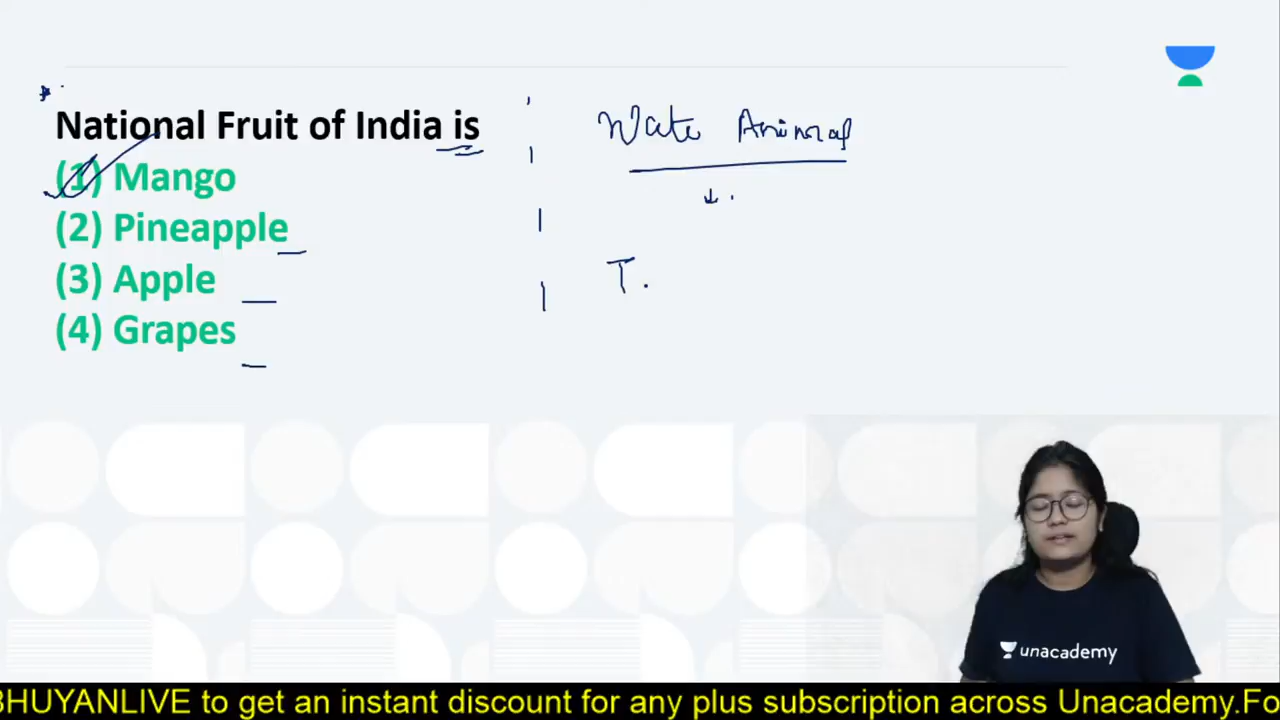 National Fruit of India is
(1) Mango
(2) Pineapple
(3) Apple
(4) Grapes
Wate Animal
T.
unacademy
BHUYANLIVE to get an instant discount for any plus subscription across Unacademy.Fo